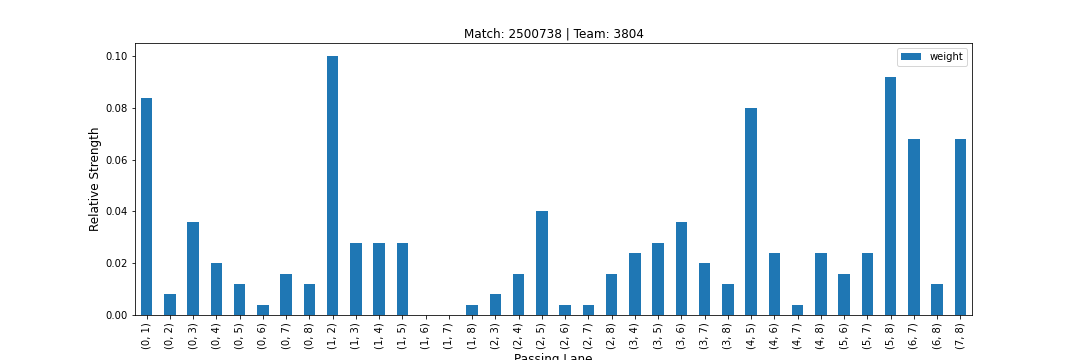 Match: 2500738 | Team: 3804
weight
Relative Strength
0.10
0.08
0.06
0.04
0.02
0.00
(0, 1) (0, 2) (0, 3) (0, 4) (0, 5) (0, 6) (0, 7) (0, 8) (1, 2) (1, 3) (1, 4) (1, 5) (1, 6) (1, 7) (1, 8) (2, 3) (2, 4) (2, 5) (2, 6) (2, 7) (2, 8) (3, 4) (3, 5) (3, 6) (3, 7) (3, 8) (4, 5) (4, 6) (4, 7) (4, 8) (5, 6) (5, 7) (5, 8) (6, 7) (6, 8) (7, 8)
Passing Lane